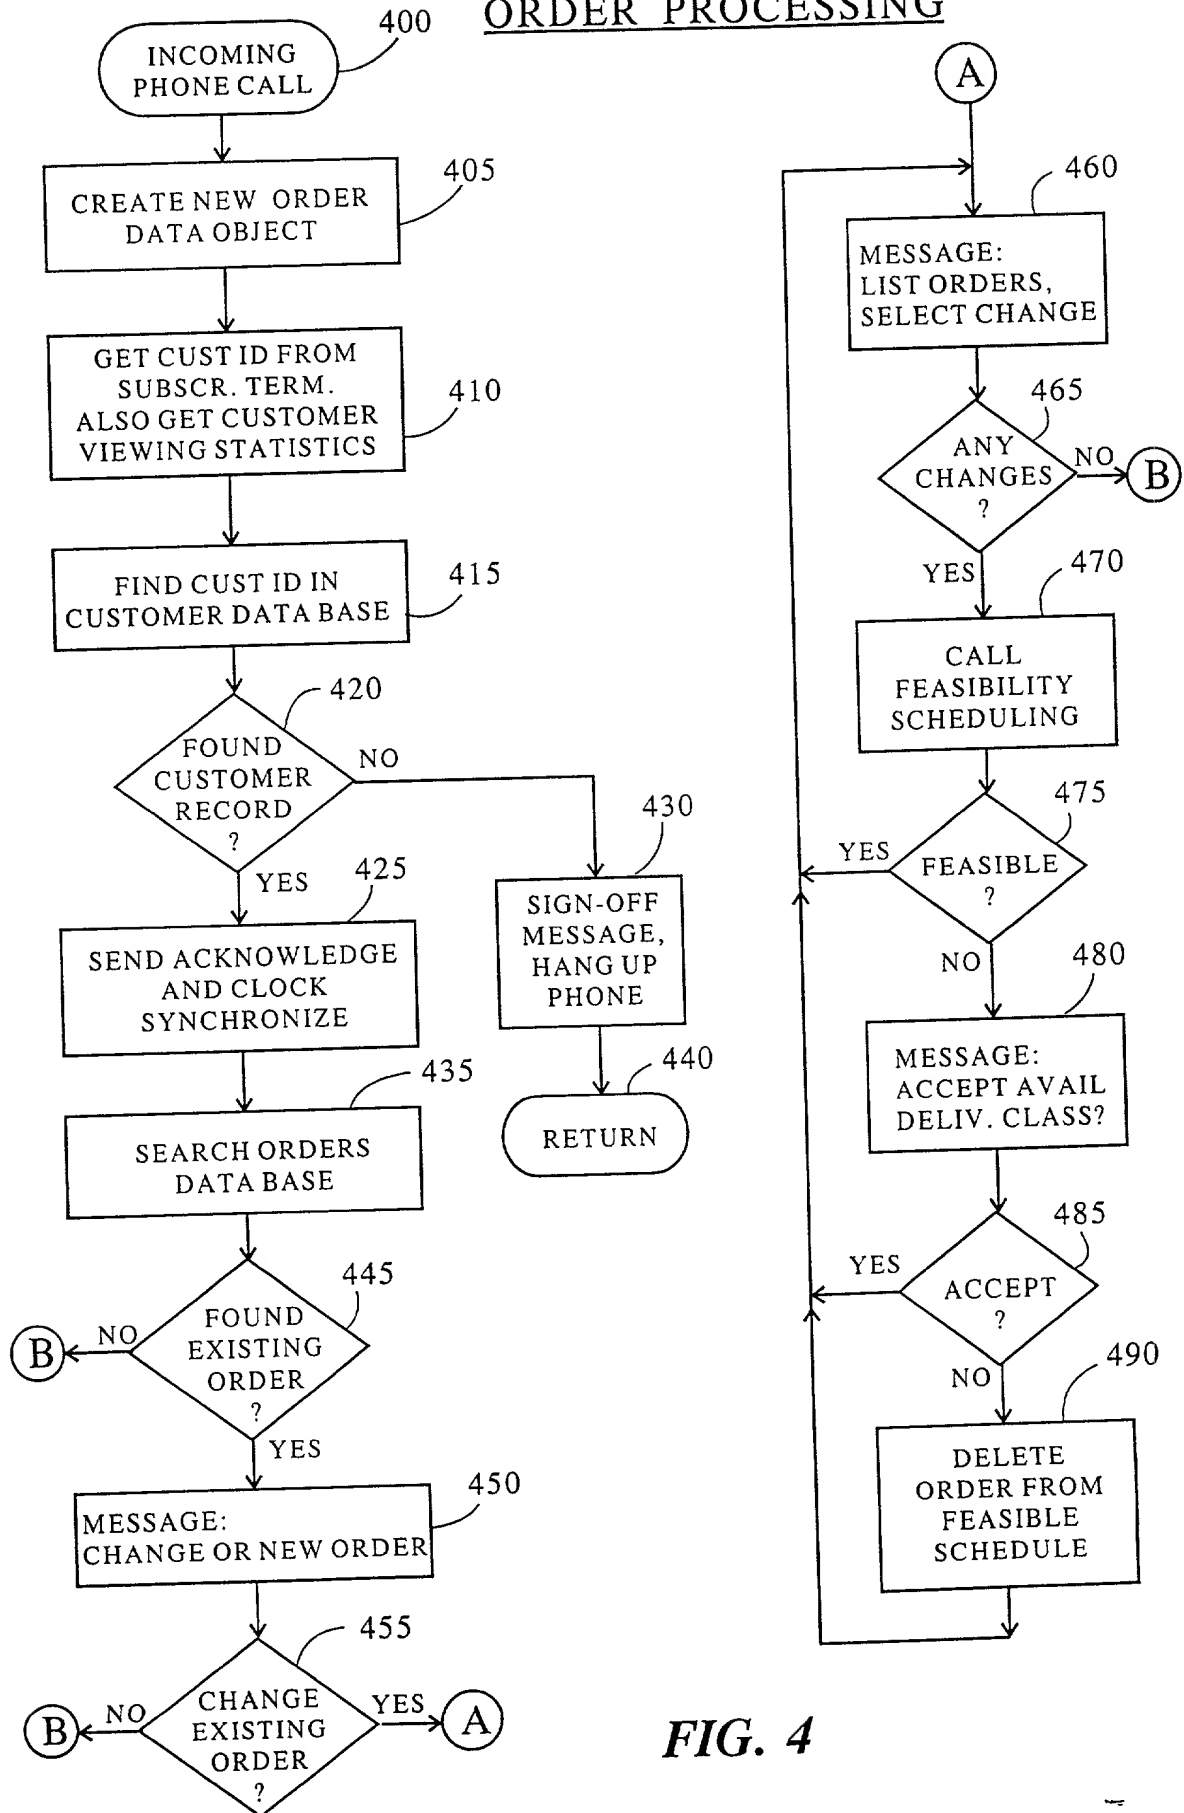 ORDER PROCESSING
400
INCOMING
PHONE CALL
405
CREATE NEW ORDER
DATA OBJECT
410
GET CUST ID FROM
SUBSCR. TERM.
ALSO GET CUSTOMER
VIEWING STATISTICS
415
FIND CUST ID IN
CUSTOMER DATA BASE
420
FOUND
CUSTOMER
RECORD
?
NO
YES
430
SIGN-OFF
MESSAGE,
HANG UP
PHONE
440
RETURN
425
SEND ACKNOWLEDGE
AND CLOCK
SYNCHRONIZE
435
SEARCH ORDERS
DATA BASE
445
FOUND
EXISTING
ORDER
?
NO
B
YES
450
MESSAGE:
CHANGE OR NEW ORDER
455
CHANGE
EXISTING
ORDER
?
NO
B
YES
A
A
460
MESSAGE:
LIST ORDERS,
SELECT CHANGE
465
ANY
CHANGES
?
NO
B
YES
470
CALL
FEASIBILITY
SCHEDULING
475
FEASIBLE
?
YES
NO
480
MESSAGE:
ACCEPT AVAIL
DELIV. CLASS?
485
ACCEPT
?
YES
NO
490
DELETE
ORDER FROM
FEASIBLE
SCHEDULE
FIG. 4